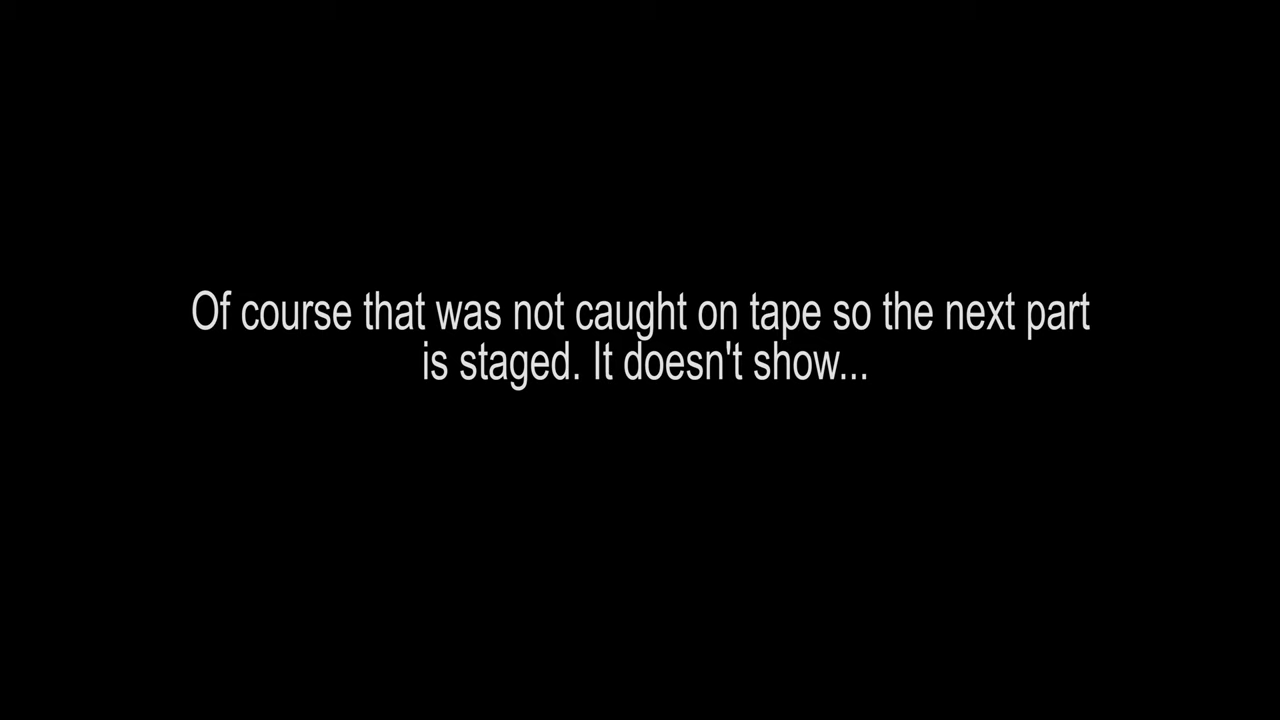 Of course that was not caught on tape so the next part
is staged. It doesn't show...